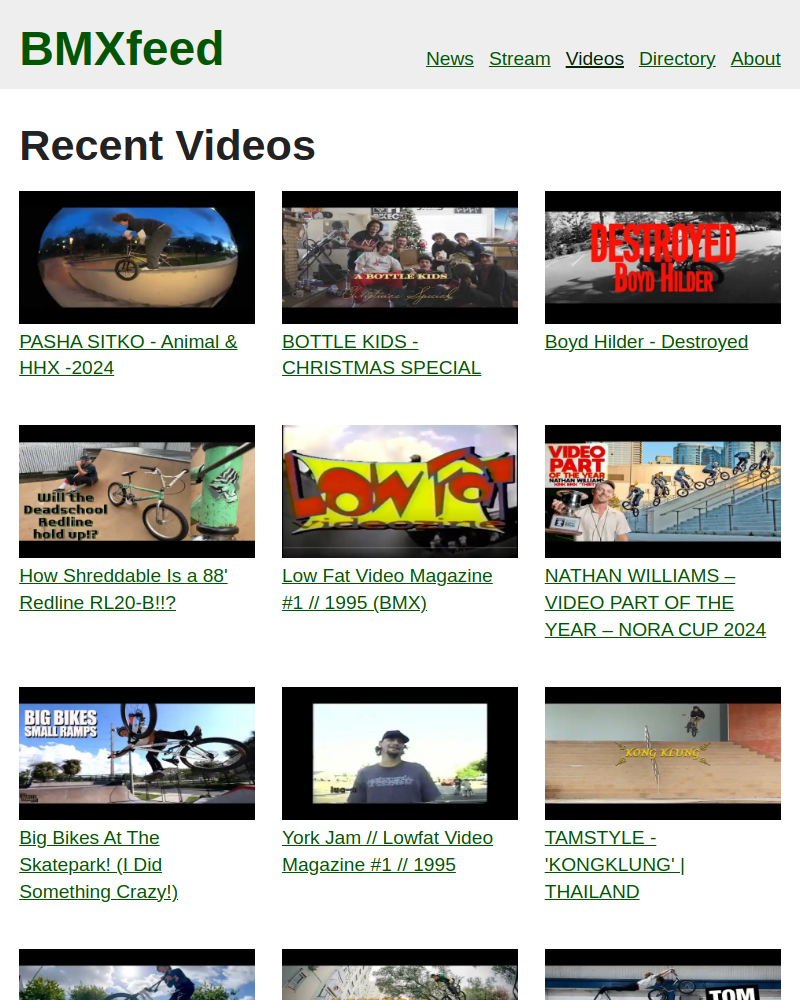 BMXfeed
News Stream Videos Directory About
Recent Videos
A BOTTLE KIDS
Christmas Special
DESTROYED
BOYD HILDER
PASHA SITKO - Animal &
HHX -2024
BOTTLE KIDS -
CHRISTMAS SPECIAL
Boyd Hilder - Destroyed
Will the
Deadschool
Redline
hold up!?
LOW FAT
videozine
VIDEO
PART
OF THE YEAR
NATHAN WILLIAMS
How Shreddable Is a 88'
Redline RL20-B!!?
Low Fat Video Magazine
#1 // 1995 (BMX)
NATHAN WILLIAMS –
VIDEO PART OF THE
YEAR – NORA CUP 2024
BIG BIKES
SMALL RAMPS
KONG KLUNG
Big Bikes At The
Skatepark! (I Did
Something Crazy!)
York Jam // Lowfat Video
Magazine #1 // 1995
TAMSTYLE -
'KONGKLUNG' |
THAILAND
TOM